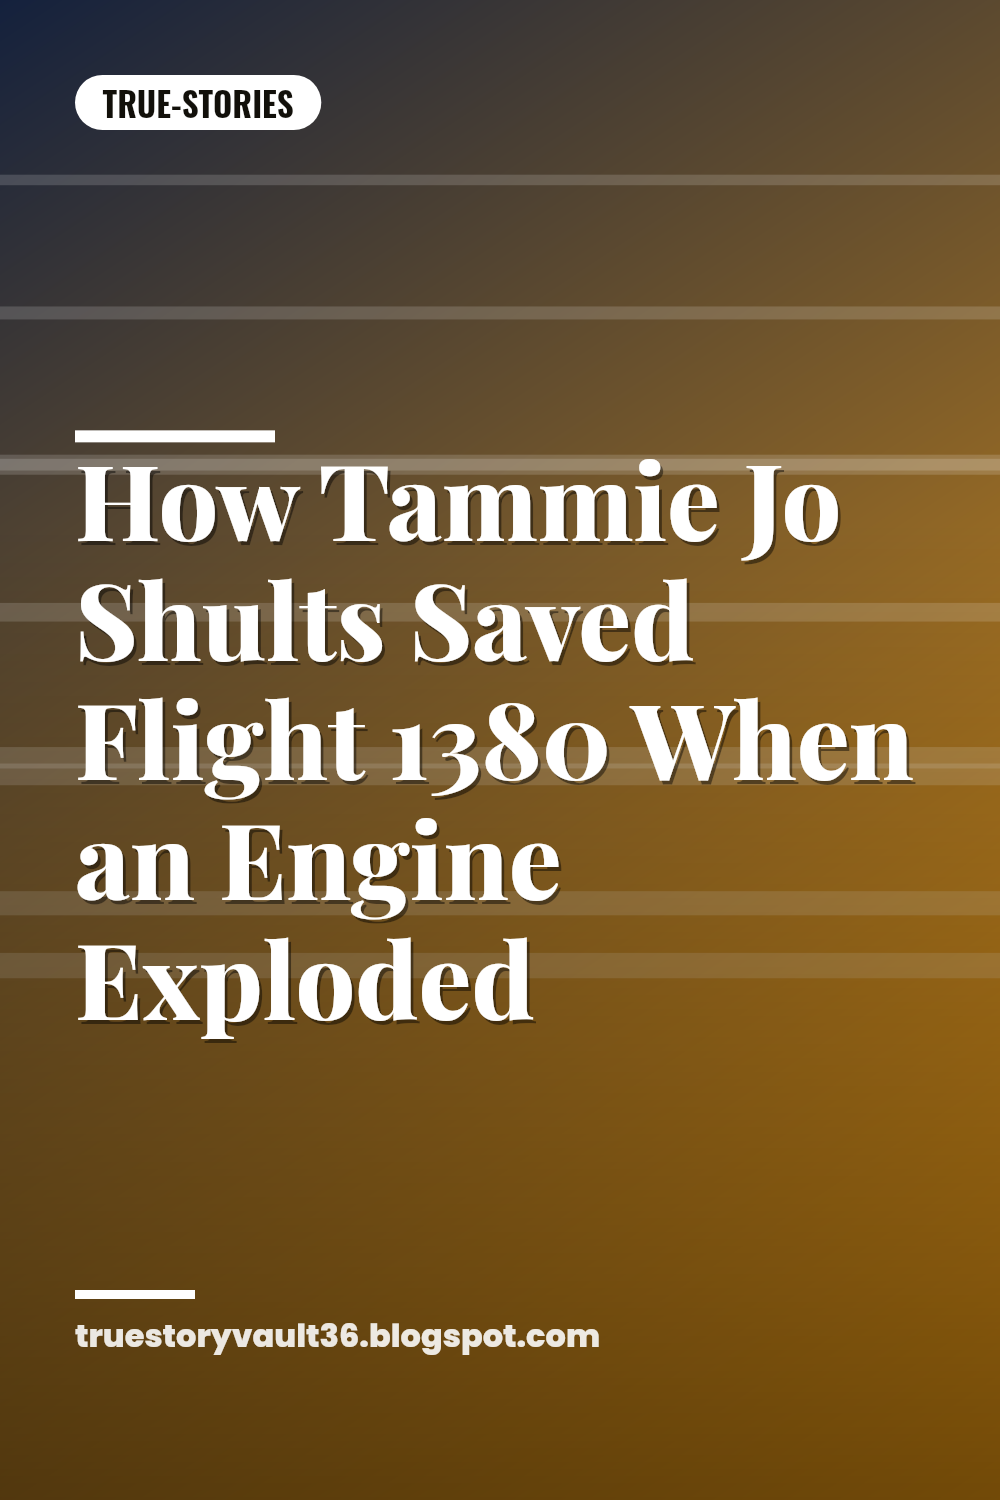 TRUE-STORIES
How Tammie Jo
Shults Saved
Flight 1380 When
an Engine
Exploded
truestoryvault36.blogspot.com